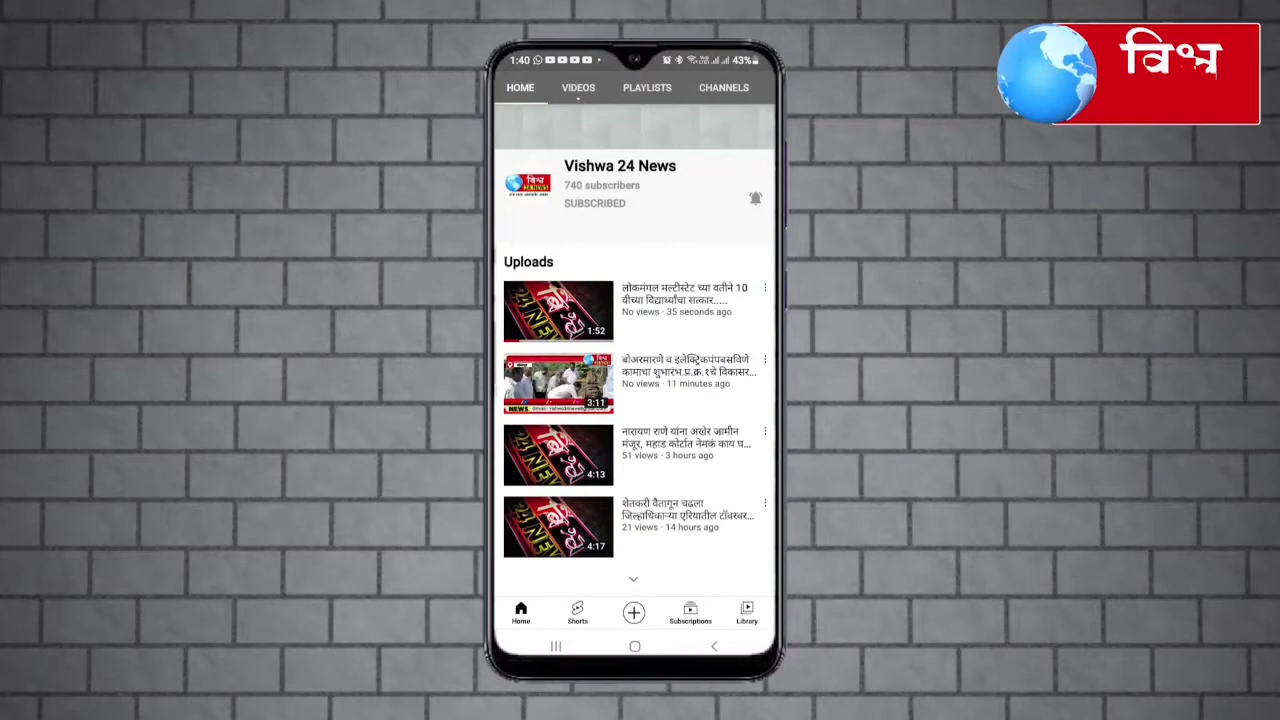 विश्व
1:40
43%
HOME VIDEOS PLAYLISTS CHANNELS
Vishwa 24 News
740 subscribers
SUBSCRIBED
Uploads
लोकमंगल मल्टीस्टेट च्या वतीने 10
वीच्या विद्यार्थ्यांचा सत्कार.....
No views · 35 seconds ago
1:52
बोअरमारणे व इलेक्ट्रिकपंपबसविणे
कामाचा शुभारंभ.प्र.क्र.१चे विकासर...
No views · 11 minutes ago
3:11
NEWS
नारायण राणे यांना अखेर जामीन
मंजूर, महाड कोर्टात नेमकं काय घ...
51 views · 3 hours ago
4:13
शेतकरी वैतागून चढला
जिल्हाधिकाऱ्या एरियातील टॉवरवर...
21 views · 14 hours ago
4:17
Home Shorts Subscriptions Library